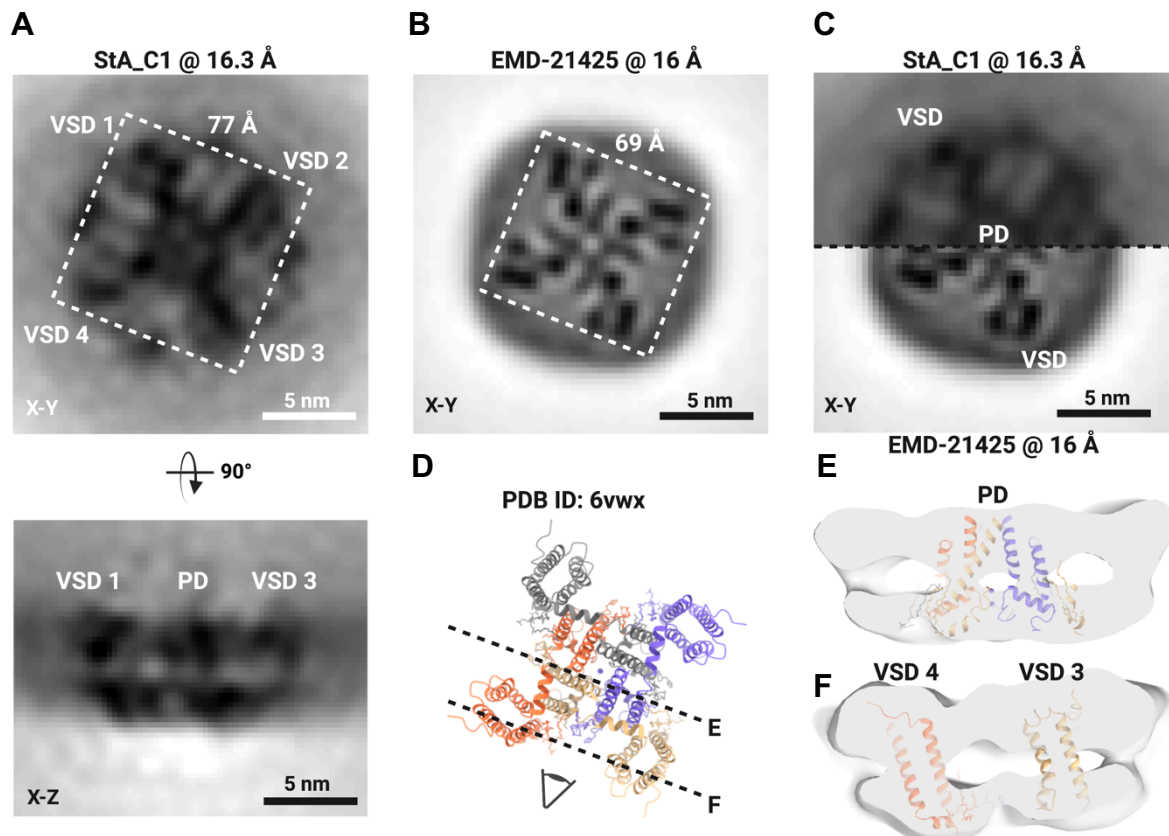 A
StA_C1 @ 16.3 Å
VSD 1
77 Å
VSD 2
VSD 4
VSD 3
X-Y
5 nm
90°
VSD 1
PD
VSD 3
X-Z
5 nm
B
EMD-21425 @ 16 Å
69 Å
X-Y
5 nm
C
StA_C1 @ 16.3 Å
VSD
PD
VSD
X-Y
5 nm
EMD-21425 @ 16 Å
D
PDB ID: 6vwx
E
F
E
PD
F
VSD 4
VSD 3